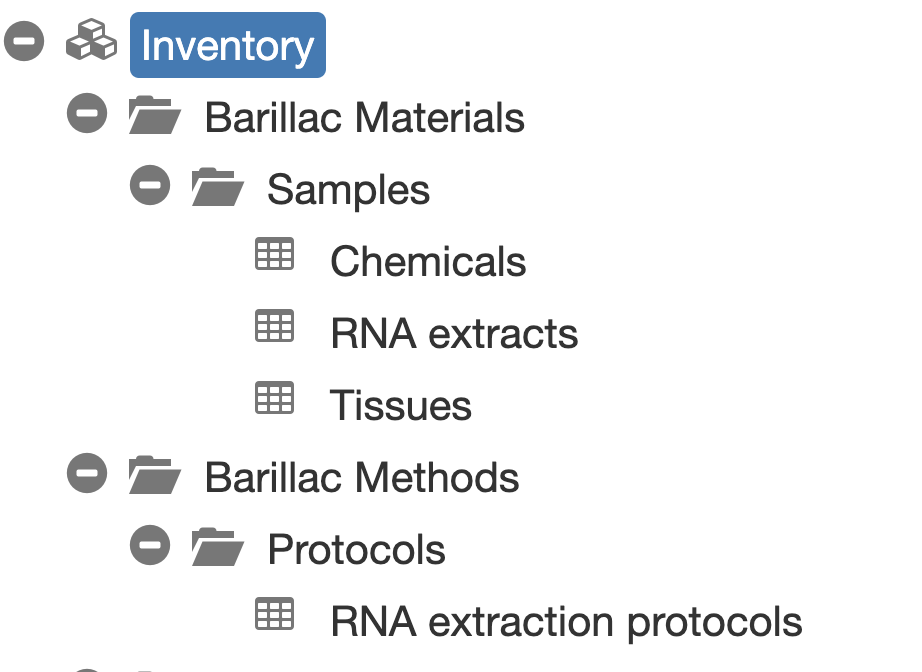 Inventory
Barillac Materials
Samples
Chemicals
RNA extracts
Tissues
Barillac Methods
Protocols
RNA extraction protocols